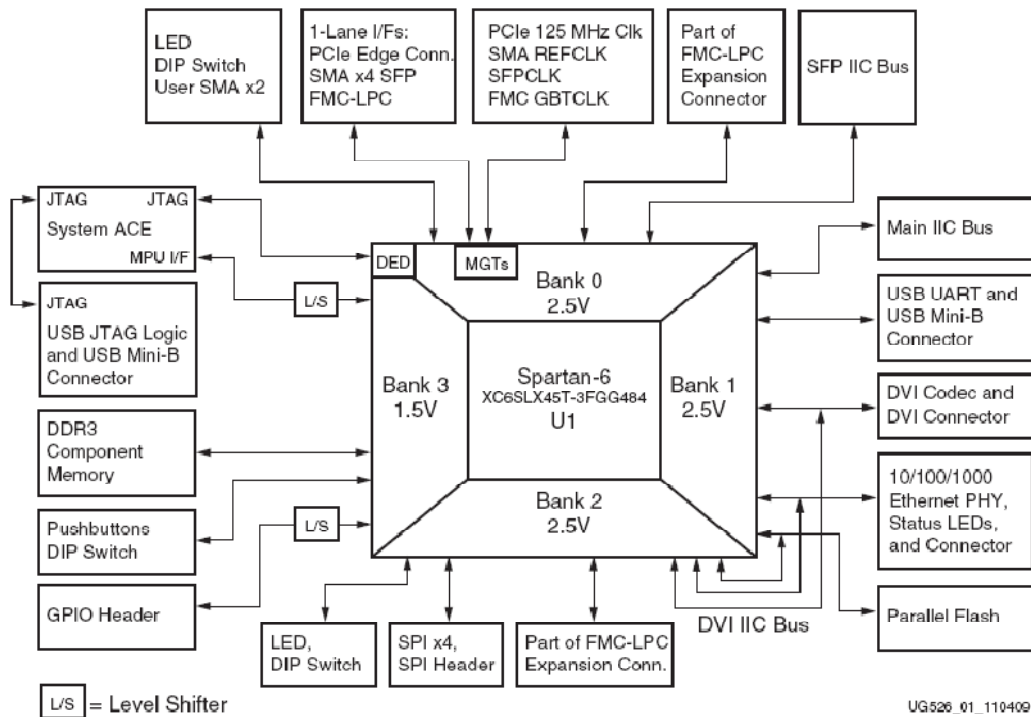 LED
DIP Switch
User SMA x2
1-Lane I/Fs:
PCIe Edge Conn.
SMA x4 SFP
FMC-LPC
PCIe 125 MHz Clk
SMA REFCLK
SFPCLK
FMC GBTCLK
Part of
FMC-LPC
Expansion
Connector
SFP IIC Bus
JTAG JTAG
System ACE
MPU I/F
L/S
JTAG
USB JTAG Logic
and USB Mini-B
Connector
DDR3
Component
Memory
Pushbuttons
DIP Switch
L/S
GPIO Header
DED
MGTs
Bank 0
2.5V
Bank 3
1.5V
Spartan-6
XC6SLX45T-3FGG484
U1
Bank 1
2.5V
Bank 2
2.5V
Main IIC Bus
USB UART and
USB Mini-B
Connector
DVI Codec and
DVI Connector
10/100/1000
Ethernet PHY,
Status LEDs,
and Connector
Parallel Flash
DVI IIC Bus
LED,
DIP Switch
SPI x4,
SPI Header
Part of FMC-LPC
Expansion Conn.
L/S = Level Shifter
UG526_01_110409